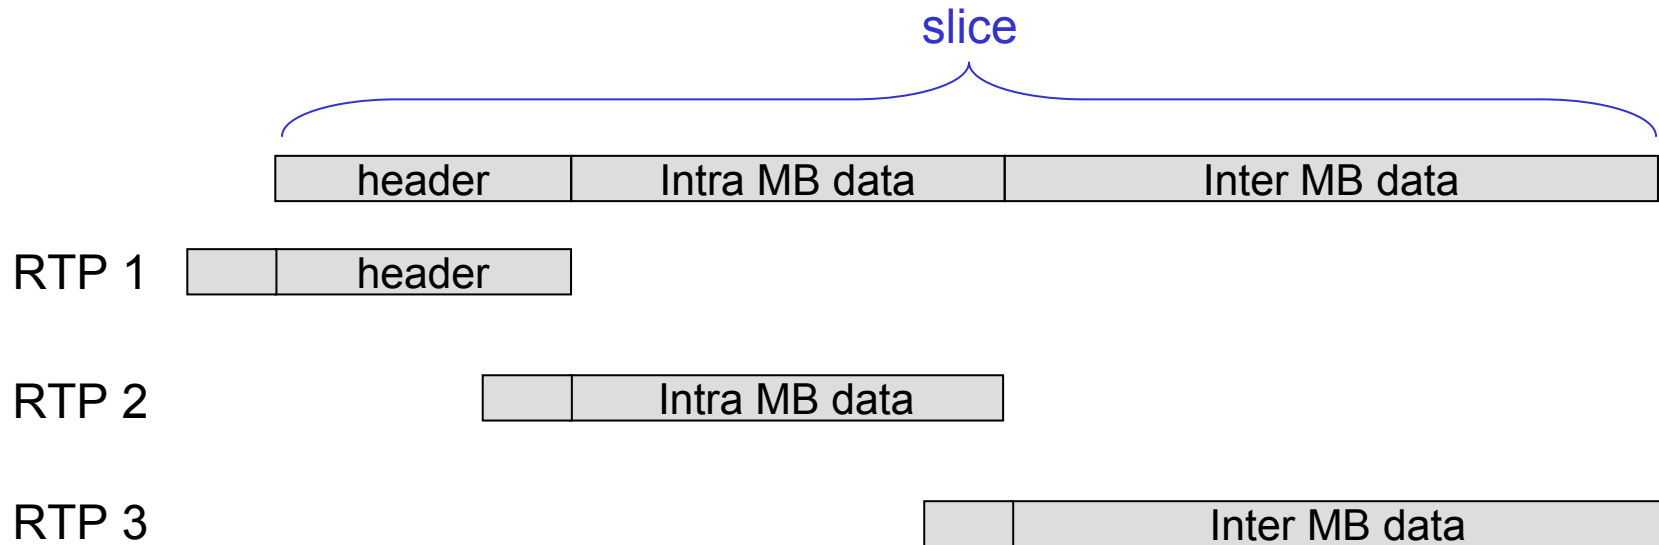 slice
header Intra MB data Inter MB data
RTP 1 header
RTP 2 Intra MB data
RTP 3 Inter MB data